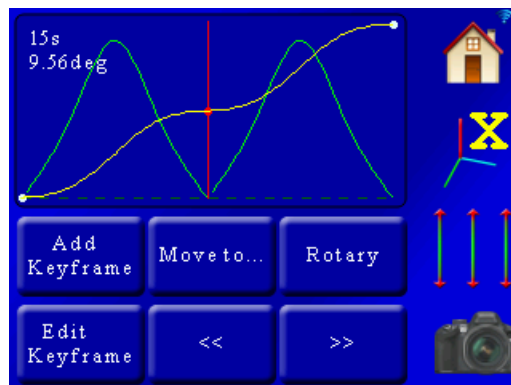 15s
9.56deg
X
Add
Keyframe
Move to...
Rotary
Edit
Keyframe
<<
>>